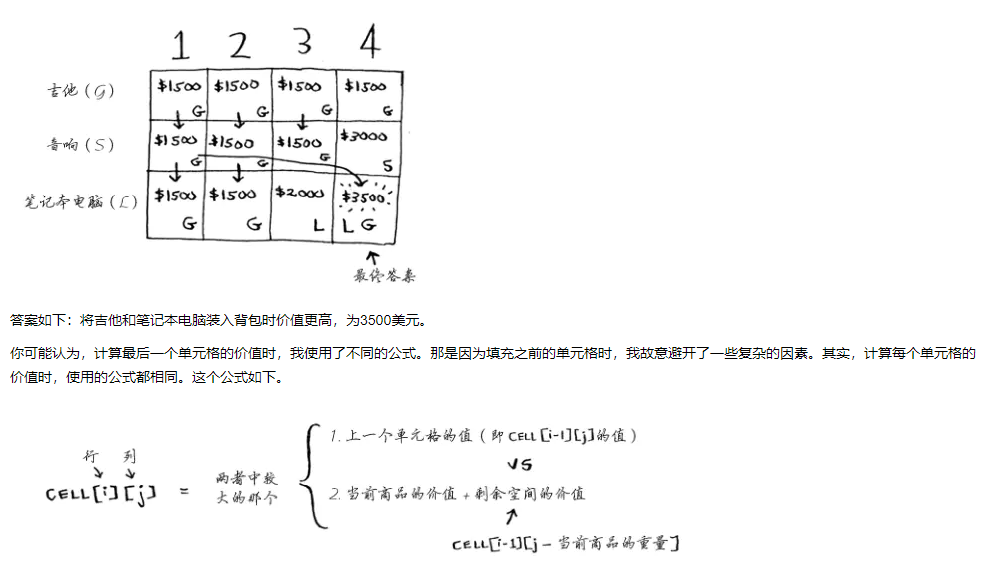 1 2 3 4
吉他(G) $1500 G $1500 G $1500 G $1500 G
音响(S) $1500 G $1500 G $1500 G $3000 S
笔记本电脑(L) $1500 G $1500 G $2000 L $3500 L G
最终答案
答案如下：将吉他和笔记本电脑装入背包时价值更高，为3500美元。
你可能认为，计算最后一个单元格的价值时，我使用了不同的公式。那是因为填充之前的单元格时，我故意避开了一些复杂的因素。其实，计算每个单元格的
价值时，使用的公式都相同。这个公式如下。
行 列
CELL[i][j] = 两者中较大的那个
1. 上一个单元格的值(即CELL[i-1][j]的值)
VS
2. 当前商品的价值+剩余空间的价值
CELL[i-1][j-当前商品的重量]